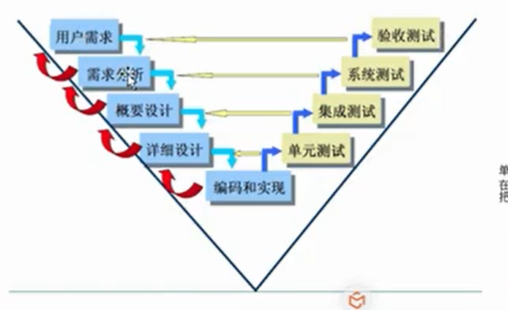 用户需求
验收测试
需求分析
系统测试
概要设计
集成测试
详细设计
单元测试
编码和实现
单
在
把